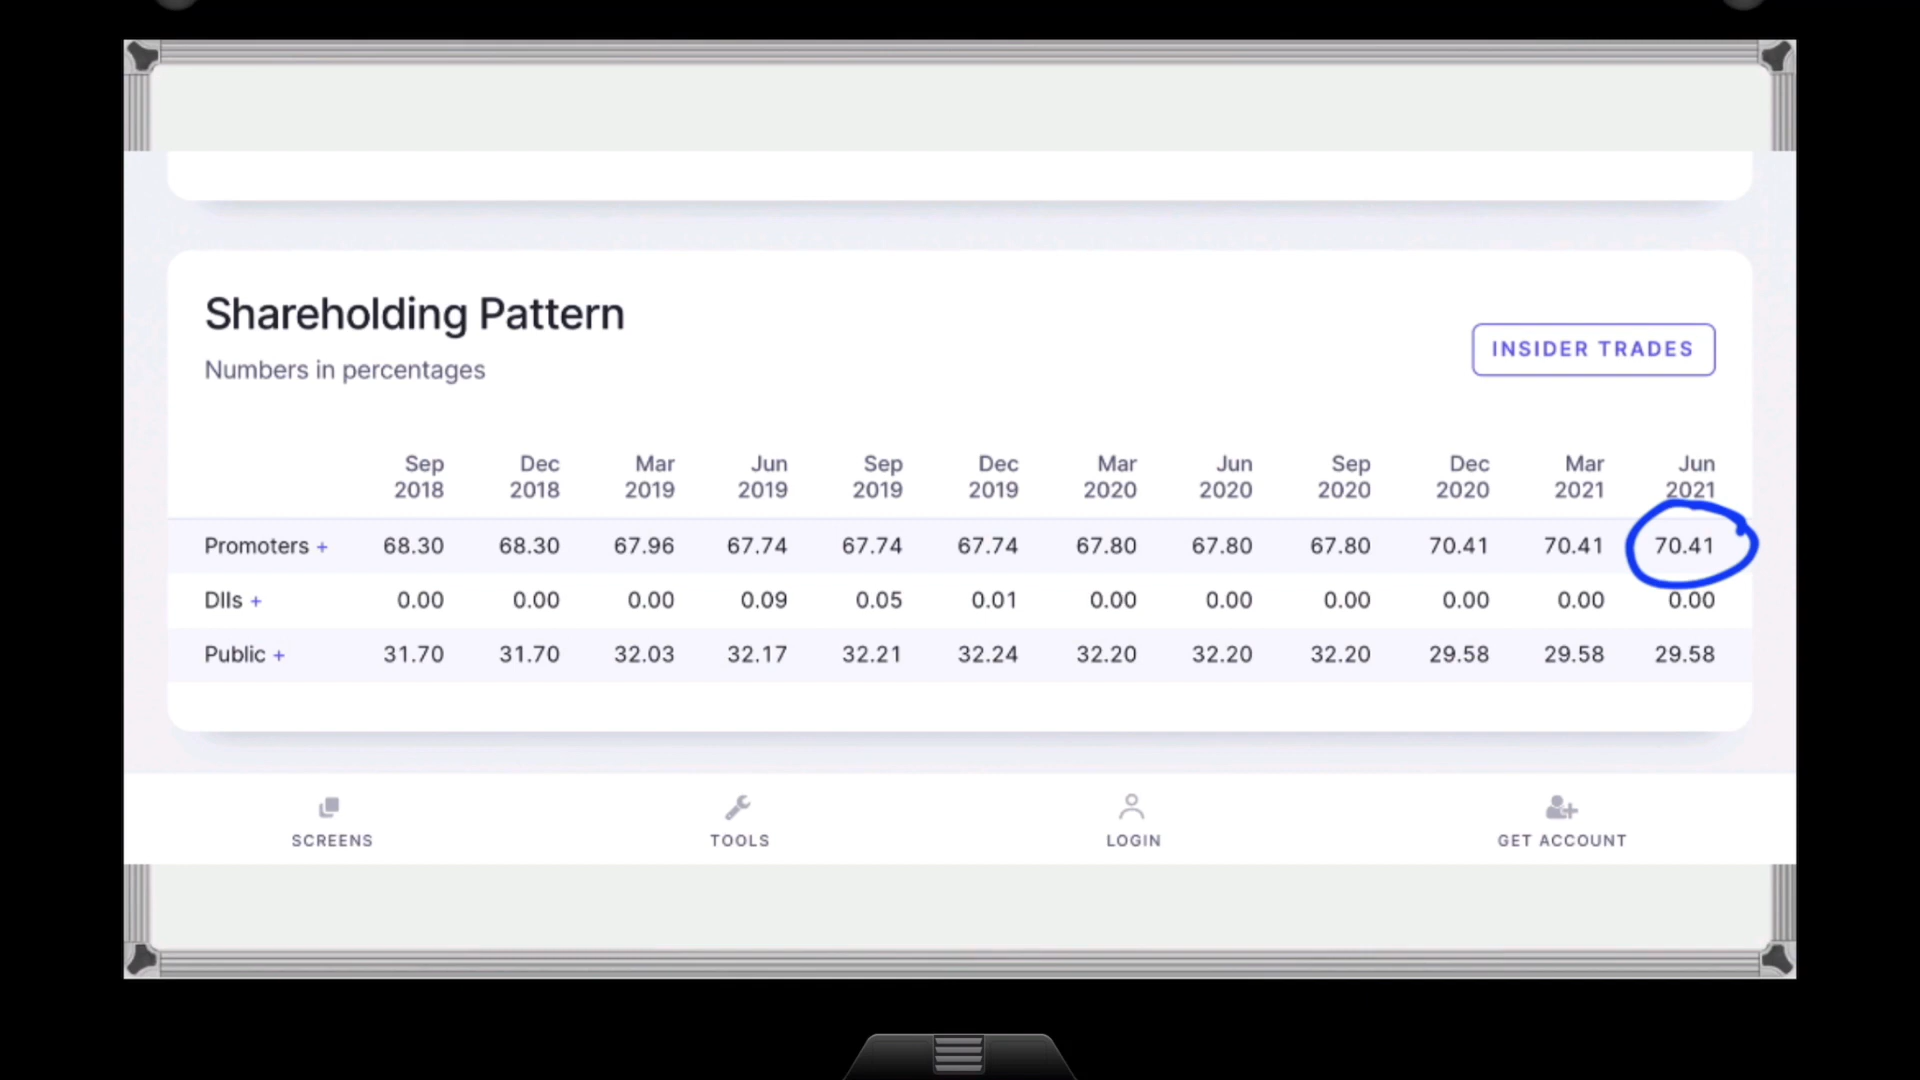 Shareholding Pattern
Numbers in percentages
INSIDER TRADES
Sep 2018 Dec 2018 Mar 2019 Jun 2019 Sep 2019 Dec 2019 Mar 2020 Jun 2020 Sep 2020 Dec 2020 Mar 2021 Jun 2021
Promoters + 68.30 68.30 67.96 67.74 67.74 67.74 67.80 67.80 67.80 70.41 70.41 70.41
DIIs + 0.00 0.00 0.00 0.09 0.05 0.01 0.00 0.00 0.00 0.00 0.00 0.00
Public + 31.70 31.70 32.03 32.17 32.21 32.24 32.20 32.20 32.20 29.58 29.58 29.58
SCREENS TOOLS LOGIN GET ACCOUNT